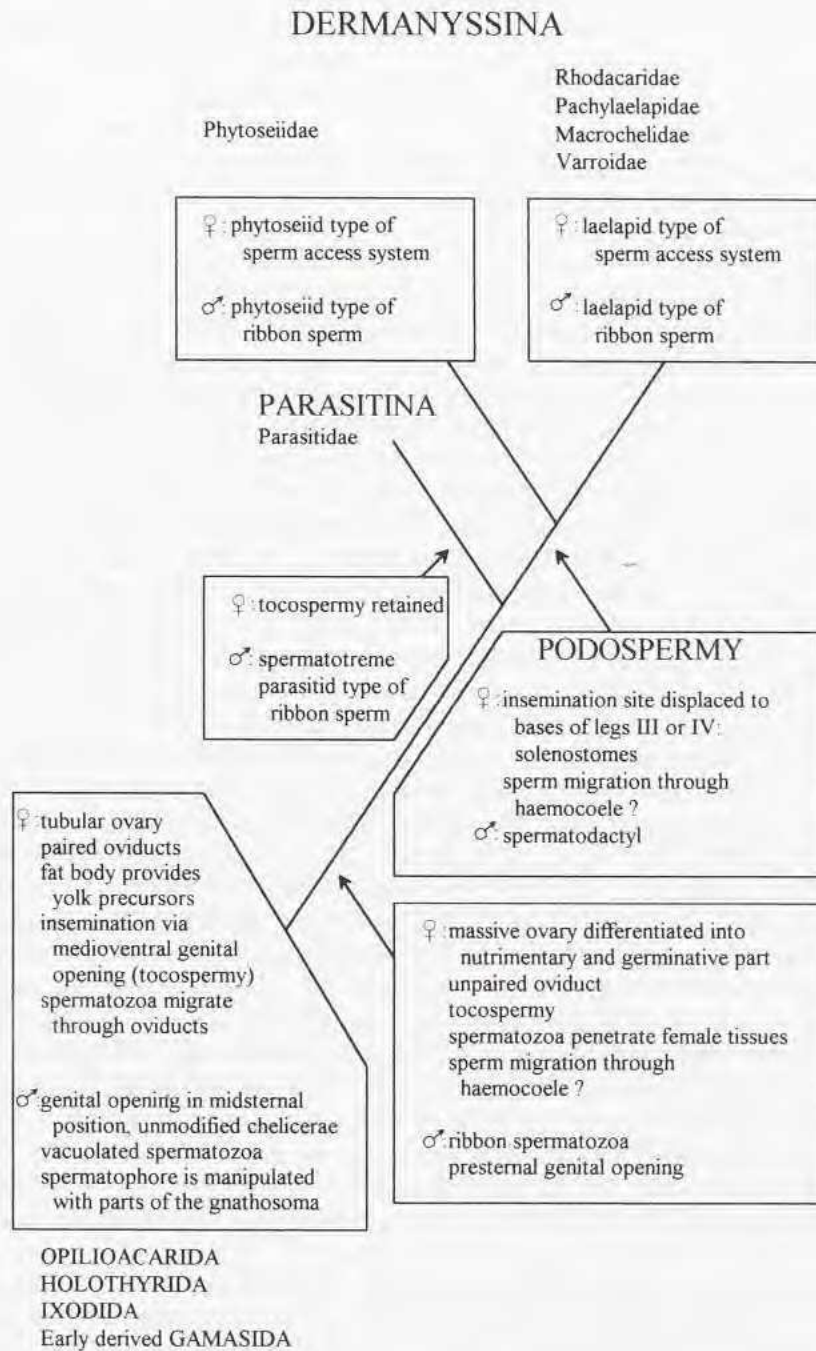 DERMANYSSINA
Phytoseiidae
Rhodacaridae
Pachylaelapidae
Macrochelidae
Varroidae
♀: phytoseiid type of
sperm access system
♂: phytoseiid type of
ribbon sperm
♀: laelapid type of
sperm access system
♂: laelapid type of
ribbon sperm
PARASITINA
Parasitidae
♀: tocospermy retained
♂: spermatotreme
parasitid type of
ribbon sperm
PODOSPERMY
♀: insemination site displaced to
bases of legs III or IV:
solenostomes
sperm migration through
haemocoele ?
♂: spermatodactyl
♀: tubular ovary
paired oviducts
fat body provides
yolk precursors
insemination via
medioventral genital
opening (tocospermy)
spermatozoa migrate
through oviducts
♂: genital opening in midsternal
position, unmodified chelicerae
vacuolated spermatozoa
spermatophore is manipulated
with parts of the gnathosoma
♀: massive ovary differentiated into
nutrimentary and germinative part
unpaired oviduct
tocospermy
spermatozoa penetrate female tissues
sperm migration through
haemocoele ?
♂: ribbon spermatozoa
presternal genital opening
OPILIOACARIDA
HOLOTHYRIDA
IXODIDA
Early derived GAMASIDA